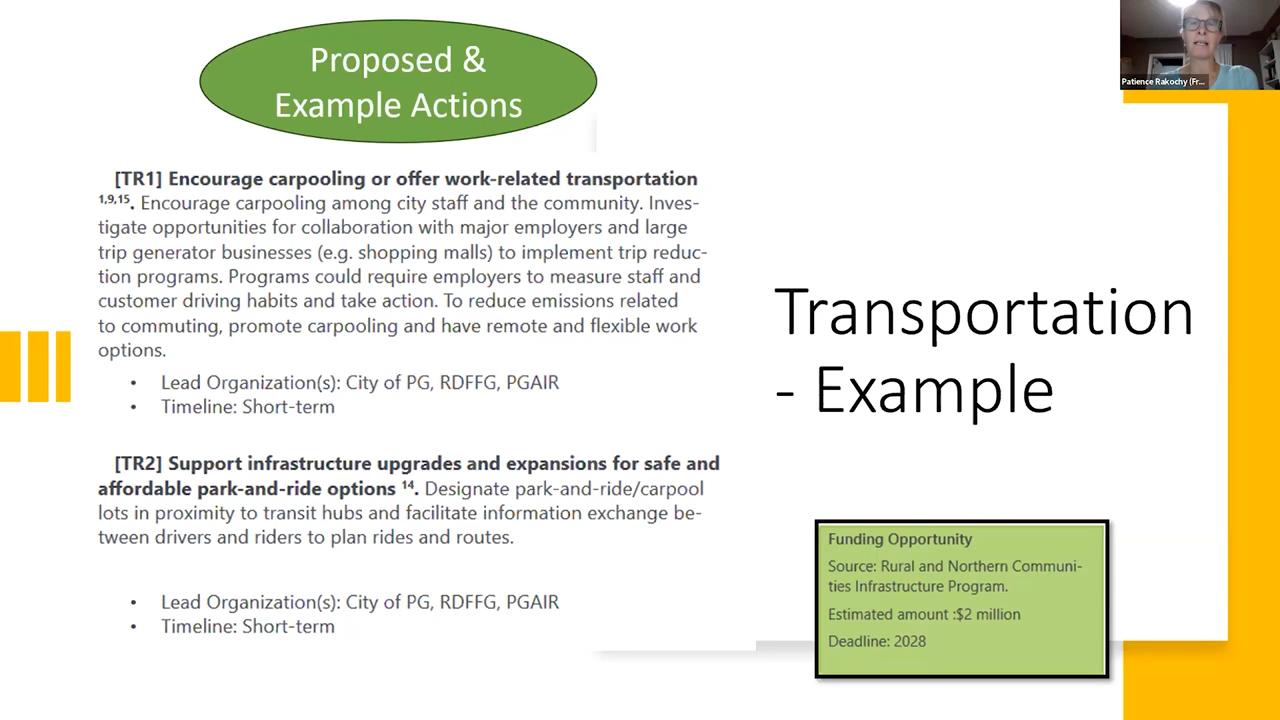 Proposed &
Example Actions
Patience Rakochy (Fr...
[TR1] Encourage carpooling or offer work-related transportation
1,9,15. Encourage carpooling among city staff and the community. Inves-
tigate opportunities for collaboration with major employers and large
trip generator businesses (e.g. shopping malls) to implement trip reduc-
tion programs. Programs could require employers to measure staff and
customer driving habits and take action. To reduce emissions related
to commuting, promote carpooling and have remote and flexible work
options.
• Lead Organization(s): City of PG, RDFFG, PGAIR
• Timeline: Short-term
[TR2] Support infrastructure upgrades and expansions for safe and
affordable park-and-ride options 14. Designate park-and-ride/carpool
lots in proximity to transit hubs and facilitate information exchange be-
tween drivers and riders to plan rides and routes.
• Lead Organization(s): City of PG, RDFFG, PGAIR
• Timeline: Short-term
Transportation
- Example
Funding Opportunity
Source: Rural and Northern Communi-
ties Infrastructure Program.
Estimated amount :$2 million
Deadline: 2028